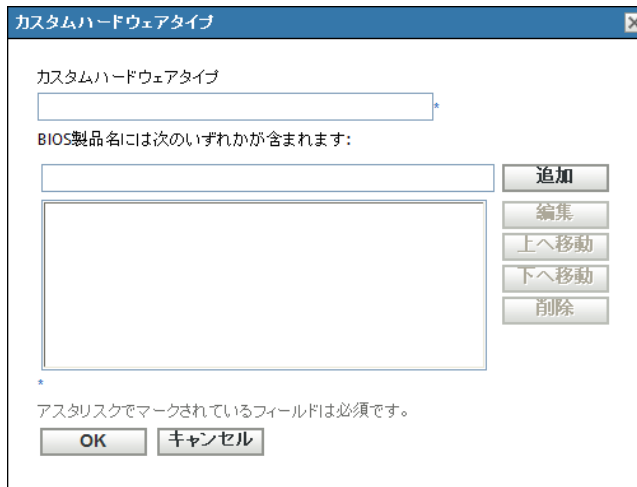 カスタムハードウェアタイプ
カスタムハードウェアタイプ
*
BIOS製品名には次のいずれかが含まれます:
追加
編集
上へ移動
下へ移動
削除
*
アスタリスクでマークされているフィールドは必須です。
OK キャンセル